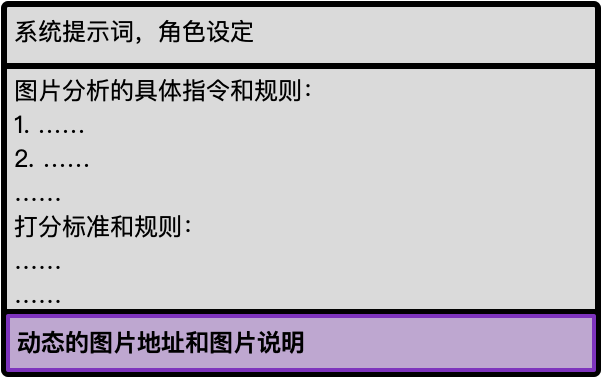 系统提示词，角色设定
图片分析的具体指令和规则：
1. ……
2. ……
……
打分标准和规则：
……
……
动态的图片地址和图片说明